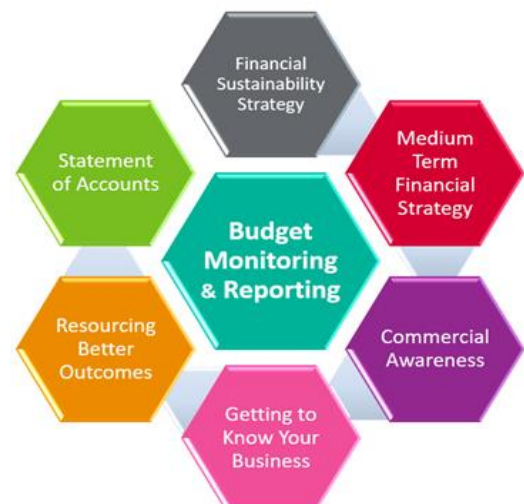 Financial
Sustainability
Strategy
Medium
Term
Financial
Strategy
Commercial
Awareness
Getting to
Know Your
Business
Resourcing
Better
Outcomes
Statement
of Accounts
Budget
Monitoring
& Reporting